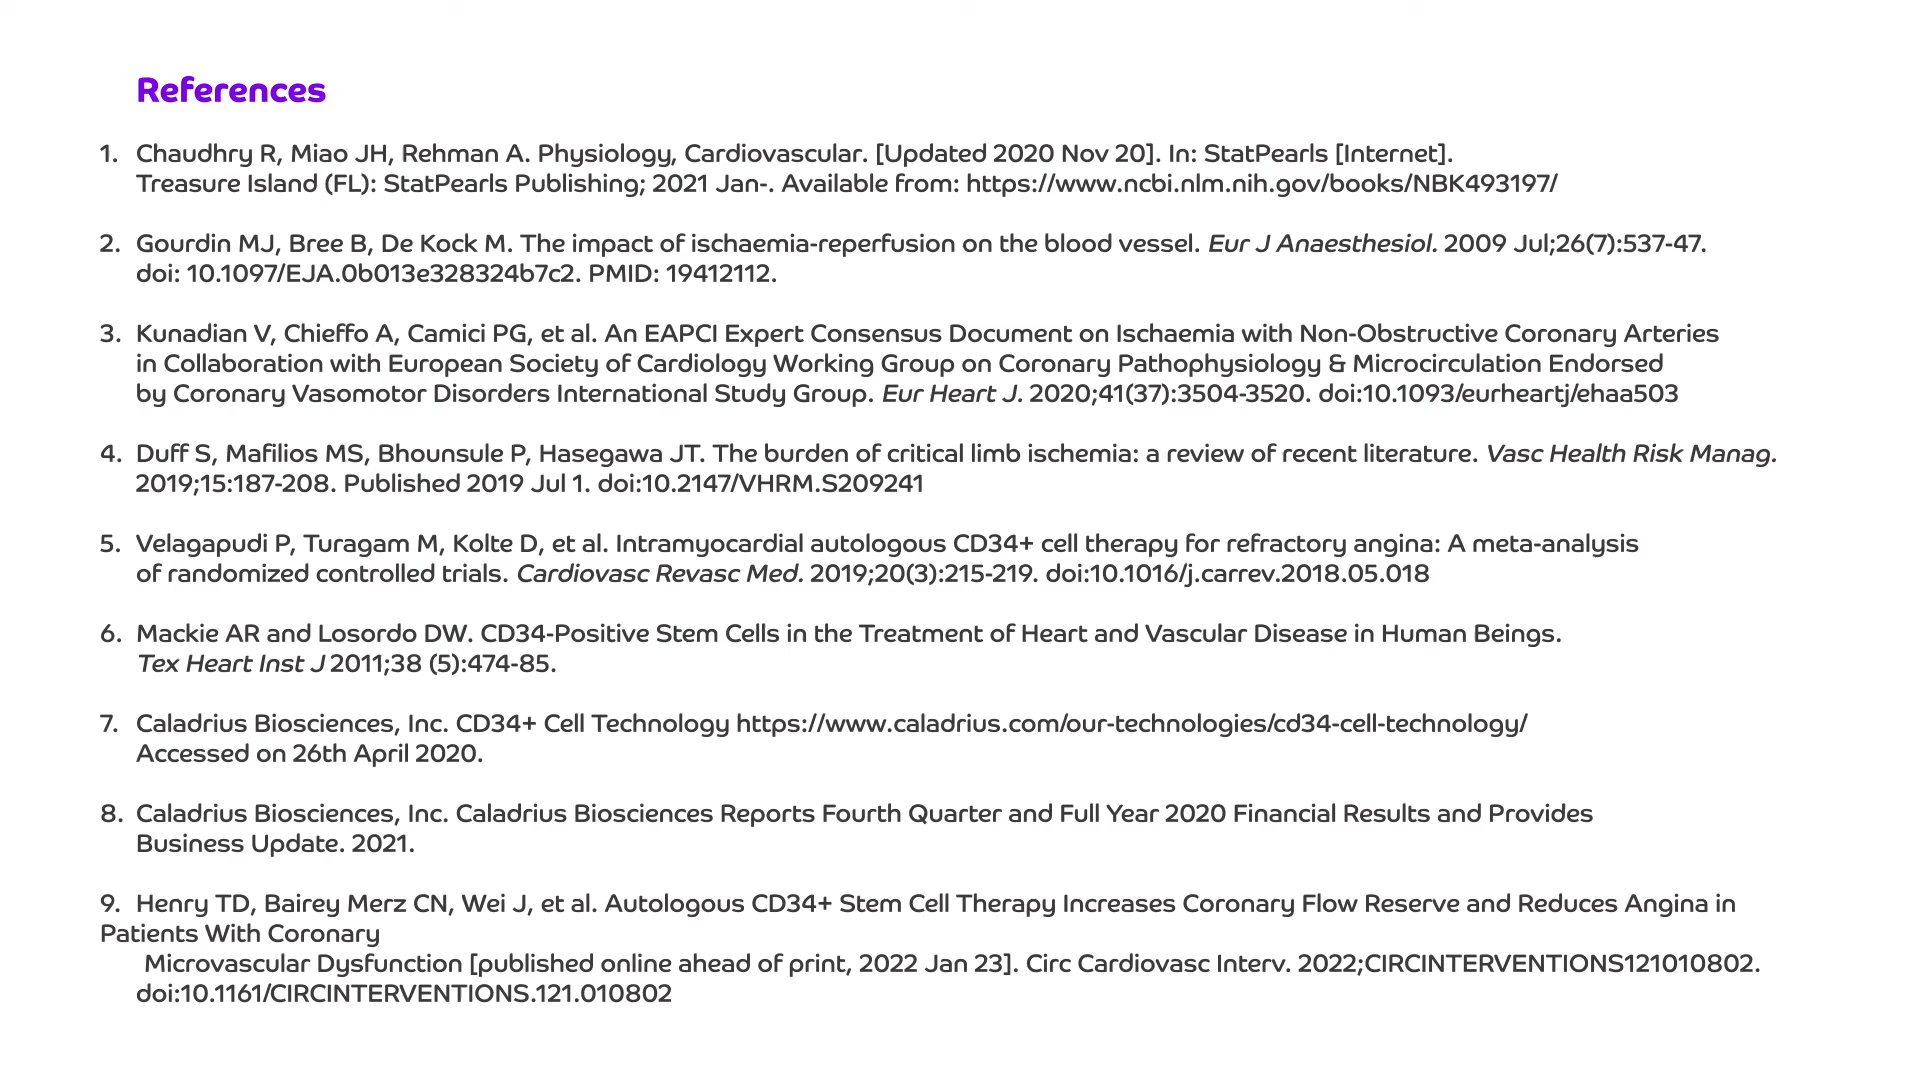 References
1. Chaudhry R, Miao JH, Rehman A. Physiology, Cardiovascular. [Updated 2020 Nov 20]. In: StatPearls [Internet].
Treasure Island (FL): StatPearls Publishing; 2021 Jan-. Available from: https://www.ncbi.nlm.nih.gov/books/NBK493197/
2. Gourdin MJ, Bree B, De Kock M. The impact of ischaemia-reperfusion on the blood vessel. Eur J Anaesthesiol. 2009 Jul;26(7):537-47.
doi: 10.1097/EJA.0b013e328324b7c2. PMID: 19412112.
3. Kunadian V, Chieffo A, Camici PG, et al. An EAPCI Expert Consensus Document on Ischaemia with Non-Obstructive Coronary Arteries
in Collaboration with European Society of Cardiology Working Group on Coronary Pathophysiology & Microcirculation Endorsed
by Coronary Vasomotor Disorders International Study Group. Eur Heart J. 2020;41(37):3504-3520. doi:10.1093/eurheartj/ehaa503
4. Duff S, Mafilios MS, Bhounsule P, Hasegawa JT. The burden of critical limb ischemia: a review of recent literature. Vasc Health Risk Manag.
2019;15:187-208. Published 2019 Jul 1. doi:10.2147/VHRM.S209241
5. Velagapudi P, Turagam M, Kolte D, et al. Intramyocardial autologous CD34+ cell therapy for refractory angina: A meta-analysis
of randomized controlled trials. Cardiovasc Revasc Med. 2019;20(3):215-219. doi:10.1016/j.carrev.2018.05.018
6. Mackie AR and Losordo DW. CD34-Positive Stem Cells in the Treatment of Heart and Vascular Disease in Human Beings.
Tex Heart Inst J 2011;38 (5):474-85.
7. Caladrius Biosciences, Inc. CD34+ Cell Technology https://www.caladrius.com/our-technologies/cd34-cell-technology/
Accessed on 26th April 2020.
8. Caladrius Biosciences, Inc. Caladrius Biosciences Reports Fourth Quarter and Full Year 2020 Financial Results and Provides
Business Update. 2021.
9. Henry TD, Bairey Merz CN, Wei J, et al. Autologous CD34+ Stem Cell Therapy Increases Coronary Flow Reserve and Reduces Angina in
Patients With Coronary
Microvascular Dysfunction [published online ahead of print, 2022 Jan 23]. Circ Cardiovasc Interv. 2022;CIRCINTERVENTIONS121010802.
doi:10.1161/CIRCINTERVENTIONS.121.010802